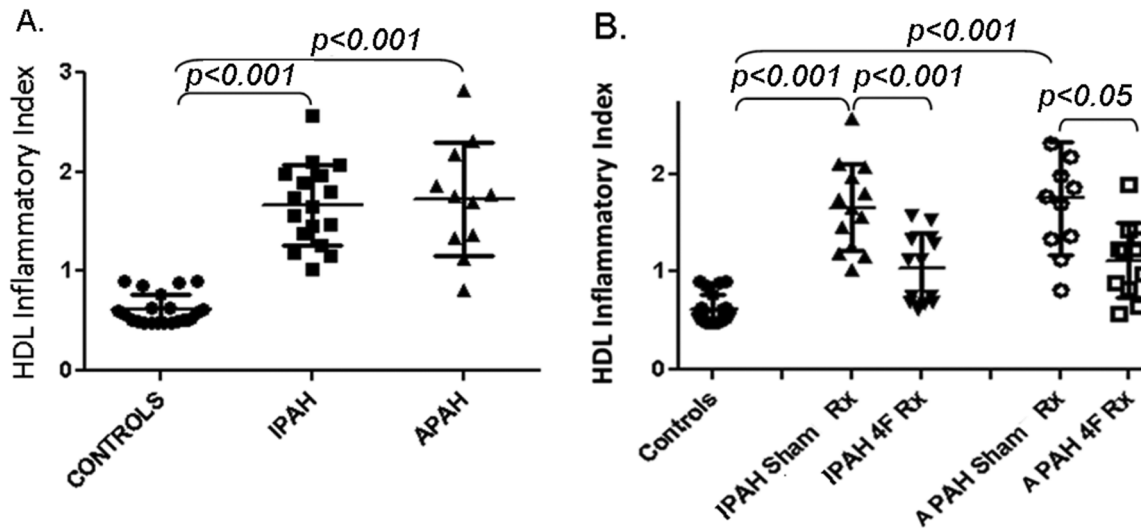 A.
p<0.001
p<0.001
HDL Inflammatory Index
3
2
1
0
CONTROLS
IPAH
APAH
B.
p<0.001
p<0.001
p<0.001
p<0.05
HDL Inflammatory Index
2
1
0
Controls
IPAH Sham Rx
IPAH 4F Rx
A PAH Sham Rx
A PAH 4F Rx